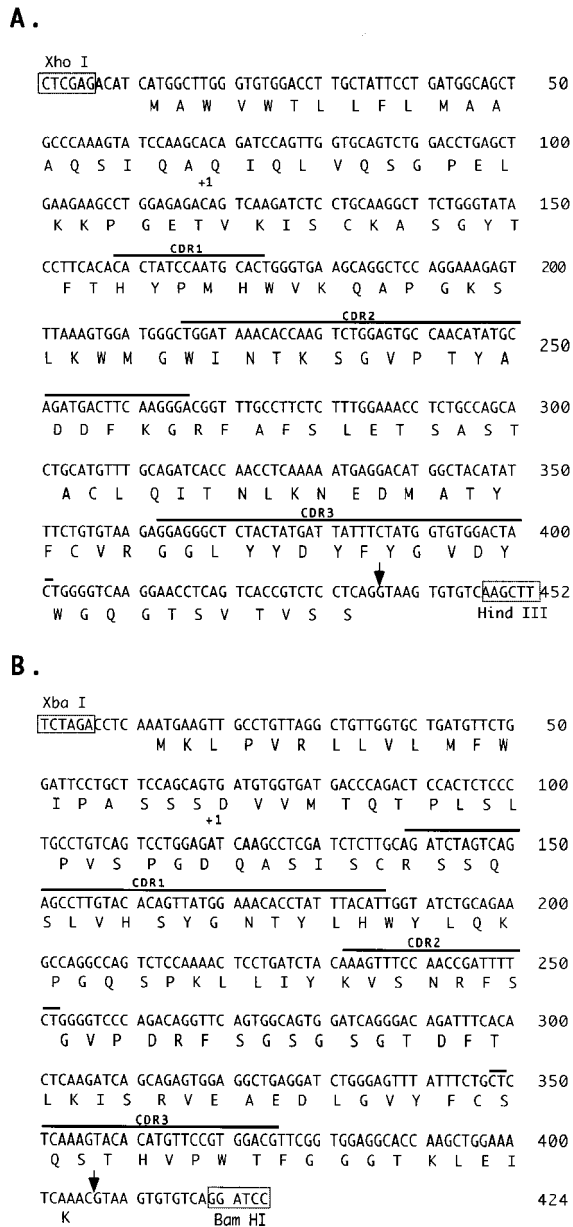 A.
Xho I
CTCGAGACAT CATGGCTTGG GTGTGGACCT TGCTATTCCT GATGGCAGCT 50
M A W V W T L L F L M A A
GCCCAAAGTA TCCAAGCACA GATCCAGTTG GTGCAGTCTG GACCTGAGCT 100
A Q S I Q A Q I Q L V Q S G P E L
+1
GAAGAAGCCT GGAGAGACAG TCAAGATCTC CTGCAAGGCT TCTGGGTATA 150
K K P G E T V K I S C K A S G Y T
CDR1
CCTTCACACA CTATCCAATG CACTGGGTGA AGCAGGCTCC AGGAAAGAGT 200
F T H Y P M H W V K Q A P G K S
CDR2
TTAAAGTGGA TGGGCTGGAT AAACACCAAG TCTGGAGTGC CAACATATGC 250
L K W M G W I N T K S G V P T Y A
AGATGACTTC AAGGGACGGT TTGCCTTCTC TTTGGAAACC TCTGCCAGCA 300
D D F K G R F A F S L E T S A S T
CTGCATGTTT GCAGATCACC AACCTCAAAA ATGAGGACAT GGCTACATAT 350
A C L Q I T N L K N E D M A T Y
CDR3
TTCTGTGTAA GAGGAGGGCT CTACTATGAT TATTTCTATG GTGTGGACTA 400
F C V R G G L Y Y D Y F Y G V D Y
CTGGGGTCAA GGAACCTCAG TCACCGTCTC CTCAGGTAAG TGTGTCAAGCTT 452
W G Q G T S V T V S S Hind III
B.
Xba I
TCTAGACCTC AAATGAAGTT GCCTGTTAGG CTGTTGGTGC TGATGTTCTG 50
M K L P V R L L V L M F W
GATTCCTGCT TCCAGCAGTG ATGTGGTGAT GACCCAGACT CCACTCTCCC 100
I P A S S S D V V M T Q T P L S L
+1
TGCCTGTCAG TCCTGGAGAT CAAGCCTCGA TCTCTTGCAG ATCTAGTCAG 150
P V S P G D Q A S I S C R S S Q
CDR1
AGCCTTGTAC ACAGTTATGG AAACACCTAT TTACATTGGT ATCTGCAGAA 200
S L V H S Y G N T Y L H W Y L Q K
CDR2
GCCAGGCCAG TCTCCAAAAC TCCTGATCTA CAAAGTTTCC AACCGATTTT 250
P G Q S P K L L I Y K V S N R F S
CTGGGGTCCC AGACAGGTTC AGTGGCAGTG GATCAGGGAC AGATTTCACA 300
G V P D R F S G S G S G T D F T
CTCAAGATCA GCAGAGTGGA GGCTGAGGAT CTGGGAGTTT ATTTCTGCTC 350
L K I S R V E A E D L G V Y F C S
CDR3
TCAAAGTACA CATGTTCCGT GGACGTTCGG TGGAGGCACC AAGCTGGAAA 400
Q S T H V P W T F G G G T K L E I
TCAAACGTAA GTGTGTCAGG ATCC 424
K Bam HI